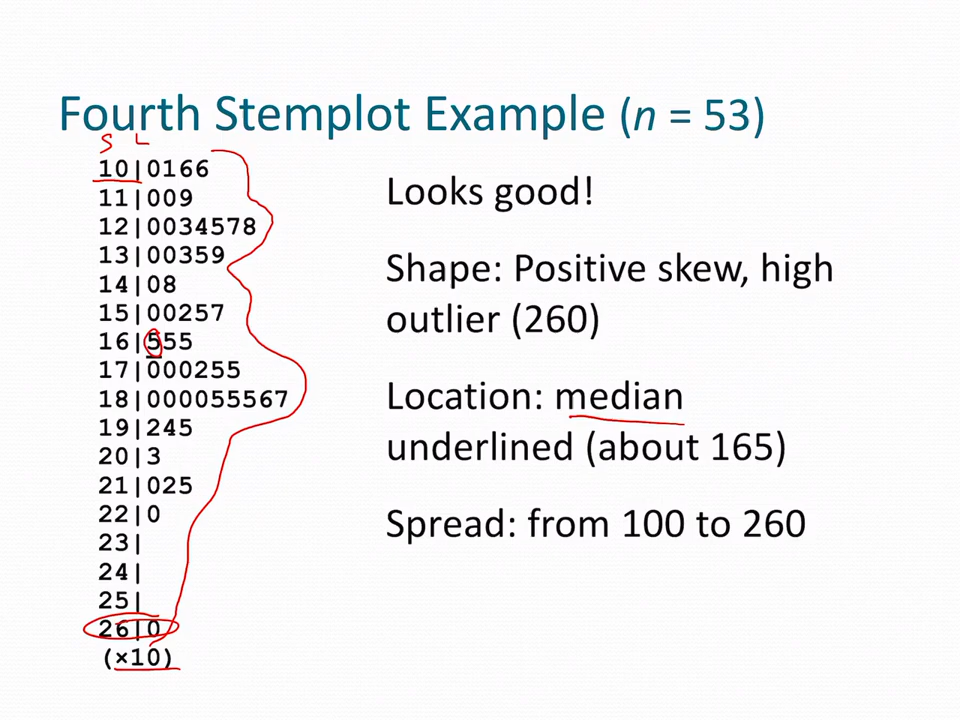 Fourth Stemplot Example (n = 53)
S L
10|0166
11|009
12|0034578
13|00359
14|08
15|00257
16|555
17|000255
18|000055567
19|245
20|3
21|025
22|0
23|
24|
25|
26|0
(×10)
Looks good!
Shape: Positive skew, high
outlier (260)
Location: median
underlined (about 165)
Spread: from 100 to 260